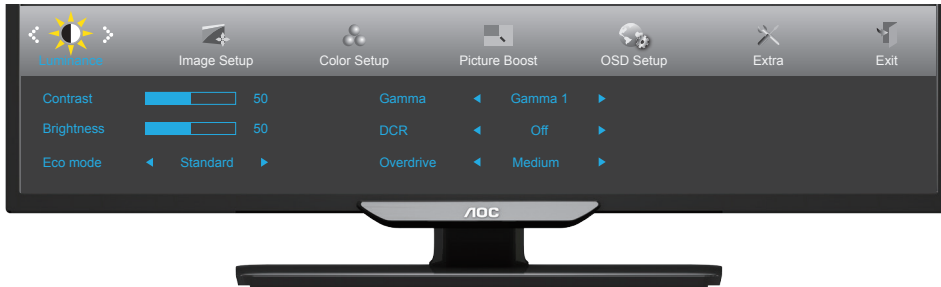 Luminance
Image Setup
Color Setup
Picture Boost
OSD Setup
Extra
Exit
Contrast 50 Gamma Gamma 1
Brightness 50 DCR Off
Eco mode Standard Overdrive Medium
AOC